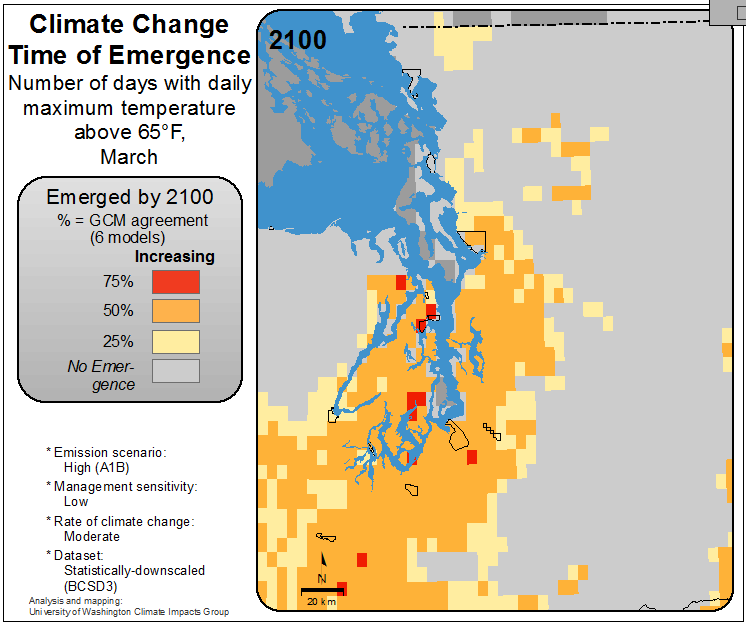 Climate Change
Time of Emergence
Number of days with daily
maximum temperature
above 65°F,
March
Emerged by 2100
% = GCM agreement
(6 models)
Increasing
75%
50%
25%
No Emer-
gence
* Emission scenario:
High (A1B)
* Management sensitivity:
Low
* Rate of climate change:
Moderate
* Dataset:
Statistically-downscaled
(BCSD3)
Analysis and mapping:
University of Washington Climate Impacts Group
2100
N
20 km